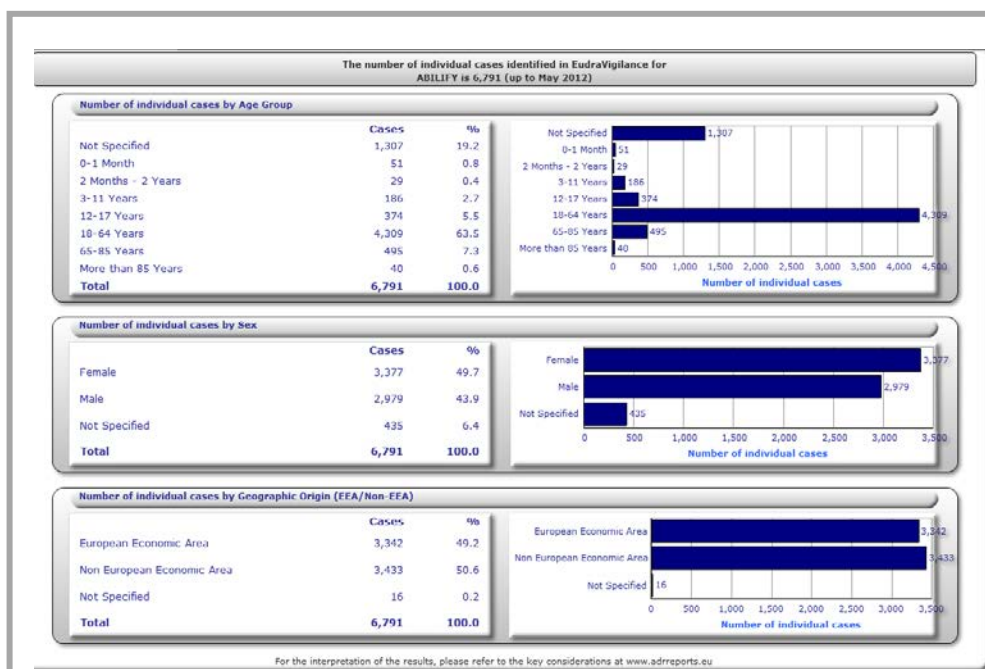 The number of individual cases identified in EudraVigilance for
ABILIFY is 6,791 (up to May 2012)
Number of individual cases by Age Group
Cases %
Not Specified 1,307 19.2
0-1 Month 51 0.8
2 Months - 2 Years 29 0.4
3-11 Years 186 2.7
12-17 Years 374 5.5
18-64 Years 4,309 63.5
65-85 Years 495 7.3
More than 85 Years 40 0.6
Total 6,791 100.0
Not Specified 1,307
0-1 Month 51
2 Months - 2 Years 29
3-11 Years 186
12-17 Years 374
18-64 Years 4,309
65-85 Years 495
More than 85 Years 40
0 500 1,000 1,500 2,000 2,500 3,000 3,500 4,000 4,500
Number of individual cases
Number of individual cases by Sex
Cases %
Female 3,377 49.7
Male 2,979 43.9
Not Specified 435 6.4
Total 6,791 100.0
Female 3,377
Male 2,979
Not Specified 435
0 500 1,000 1,500 2,000 2,500 3,000 3,500
Number of individual cases
Number of individual cases by Geographic Origin (EEA/Non-EEA)
Cases %
European Economic Area 3,342 49.2
Non European Economic Area 3,433 50.6
Not Specified 16 0.2
Total 6,791 100.0
European Economic Area 3,342
Non European Economic Area 3,433
Not Specified 16
0 500 1,000 1,500 2,000 2,500 3,000 3,500
Number of individual cases
For the interpretation of the results, please refer to the key considerations at www.adrreports.eu